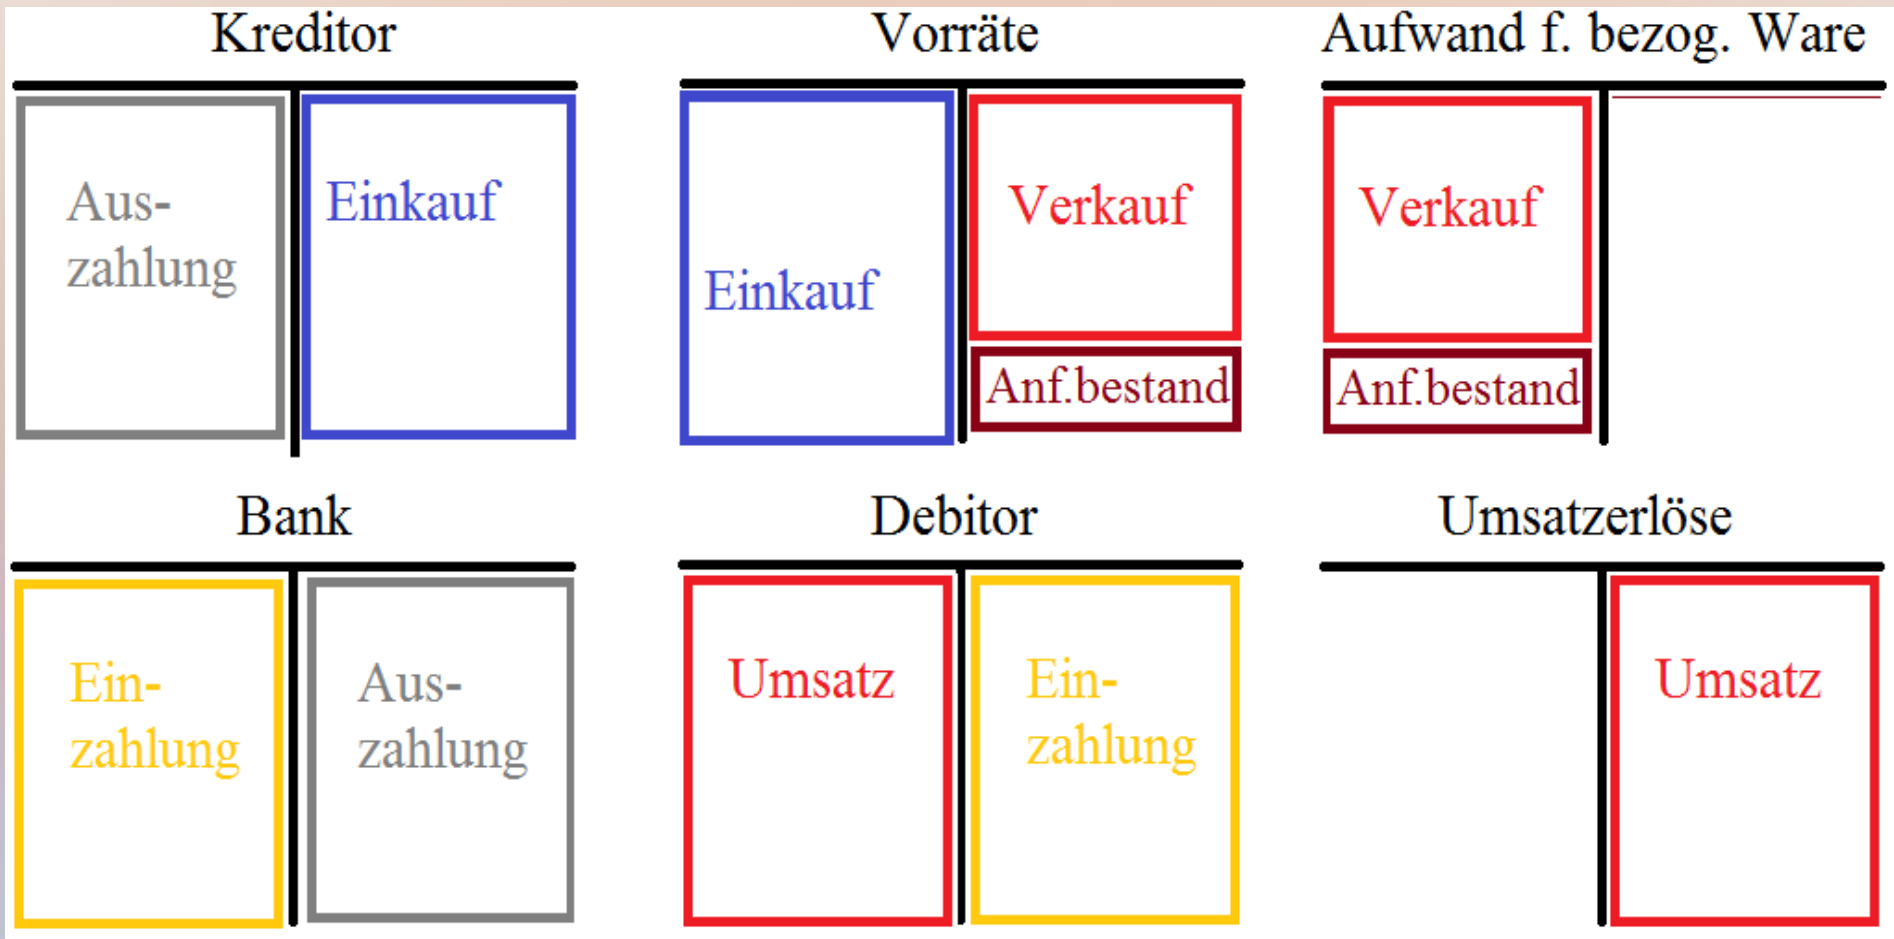 Kreditor
Vorräte
Aufwand f. bezog. Ware
Aus-
zahlung
Einkauf
Einkauf
Verkauf
Anf.bestand
Verkauf
Anf.bestand
Bank
Debitor
Umsatzerlöse
Ein-
zahlung
Aus-
zahlung
Umsatz
Ein-
zahlung
Umsatz